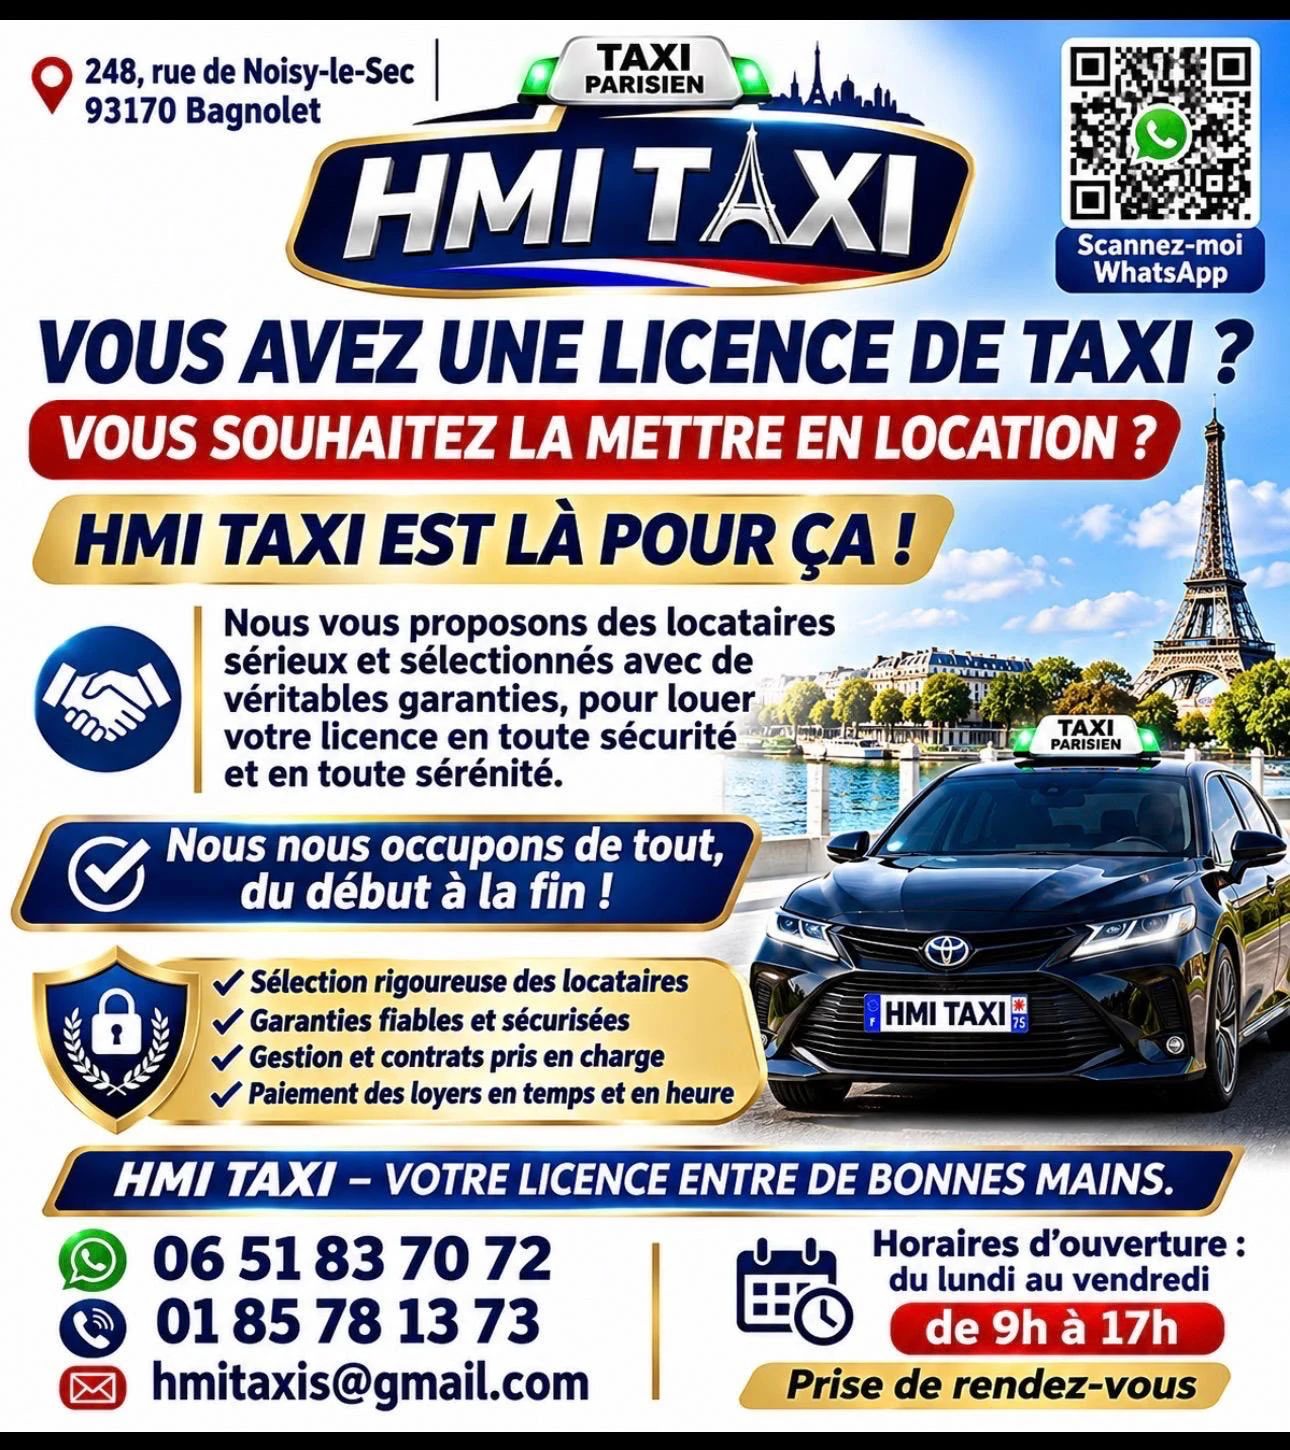 248, rue de Noisy-le-Sec
93170 Bagnolet
TAXI
PARISIEN
HMI TAXI
Scannez-moi
WhatsApp
VOUS AVEZ UNE LICENCE DE TAXI ?
VOUS SOUHAITEZ LA METTRE EN LOCATION ?
HMI TAXI EST LÀ POUR ÇA !
Nous vous proposons des locataires
sérieux et sélectionnés avec de
véritables garanties, pour louer
votre licence en toute sécurité
et en toute sérénité.
TAXI
PARISIEN
Nous nous occupons de tout,
du début à la fin !
Sélection rigoureuse des locataires
Garanties fiables et sécurisées
Gestion et contrats pris en charge
Paiement des loyers en temps et en heure
F HMI TAXI 75
HMI TAXI – VOTRE LICENCE ENTRE DE BONNES MAINS.
06 51 83 70 72
01 85 78 13 73
hmitaxis@gmail.com
Horaires d'ouverture :
du lundi au vendredi
de 9h à 17h
Prise de rendez-vous